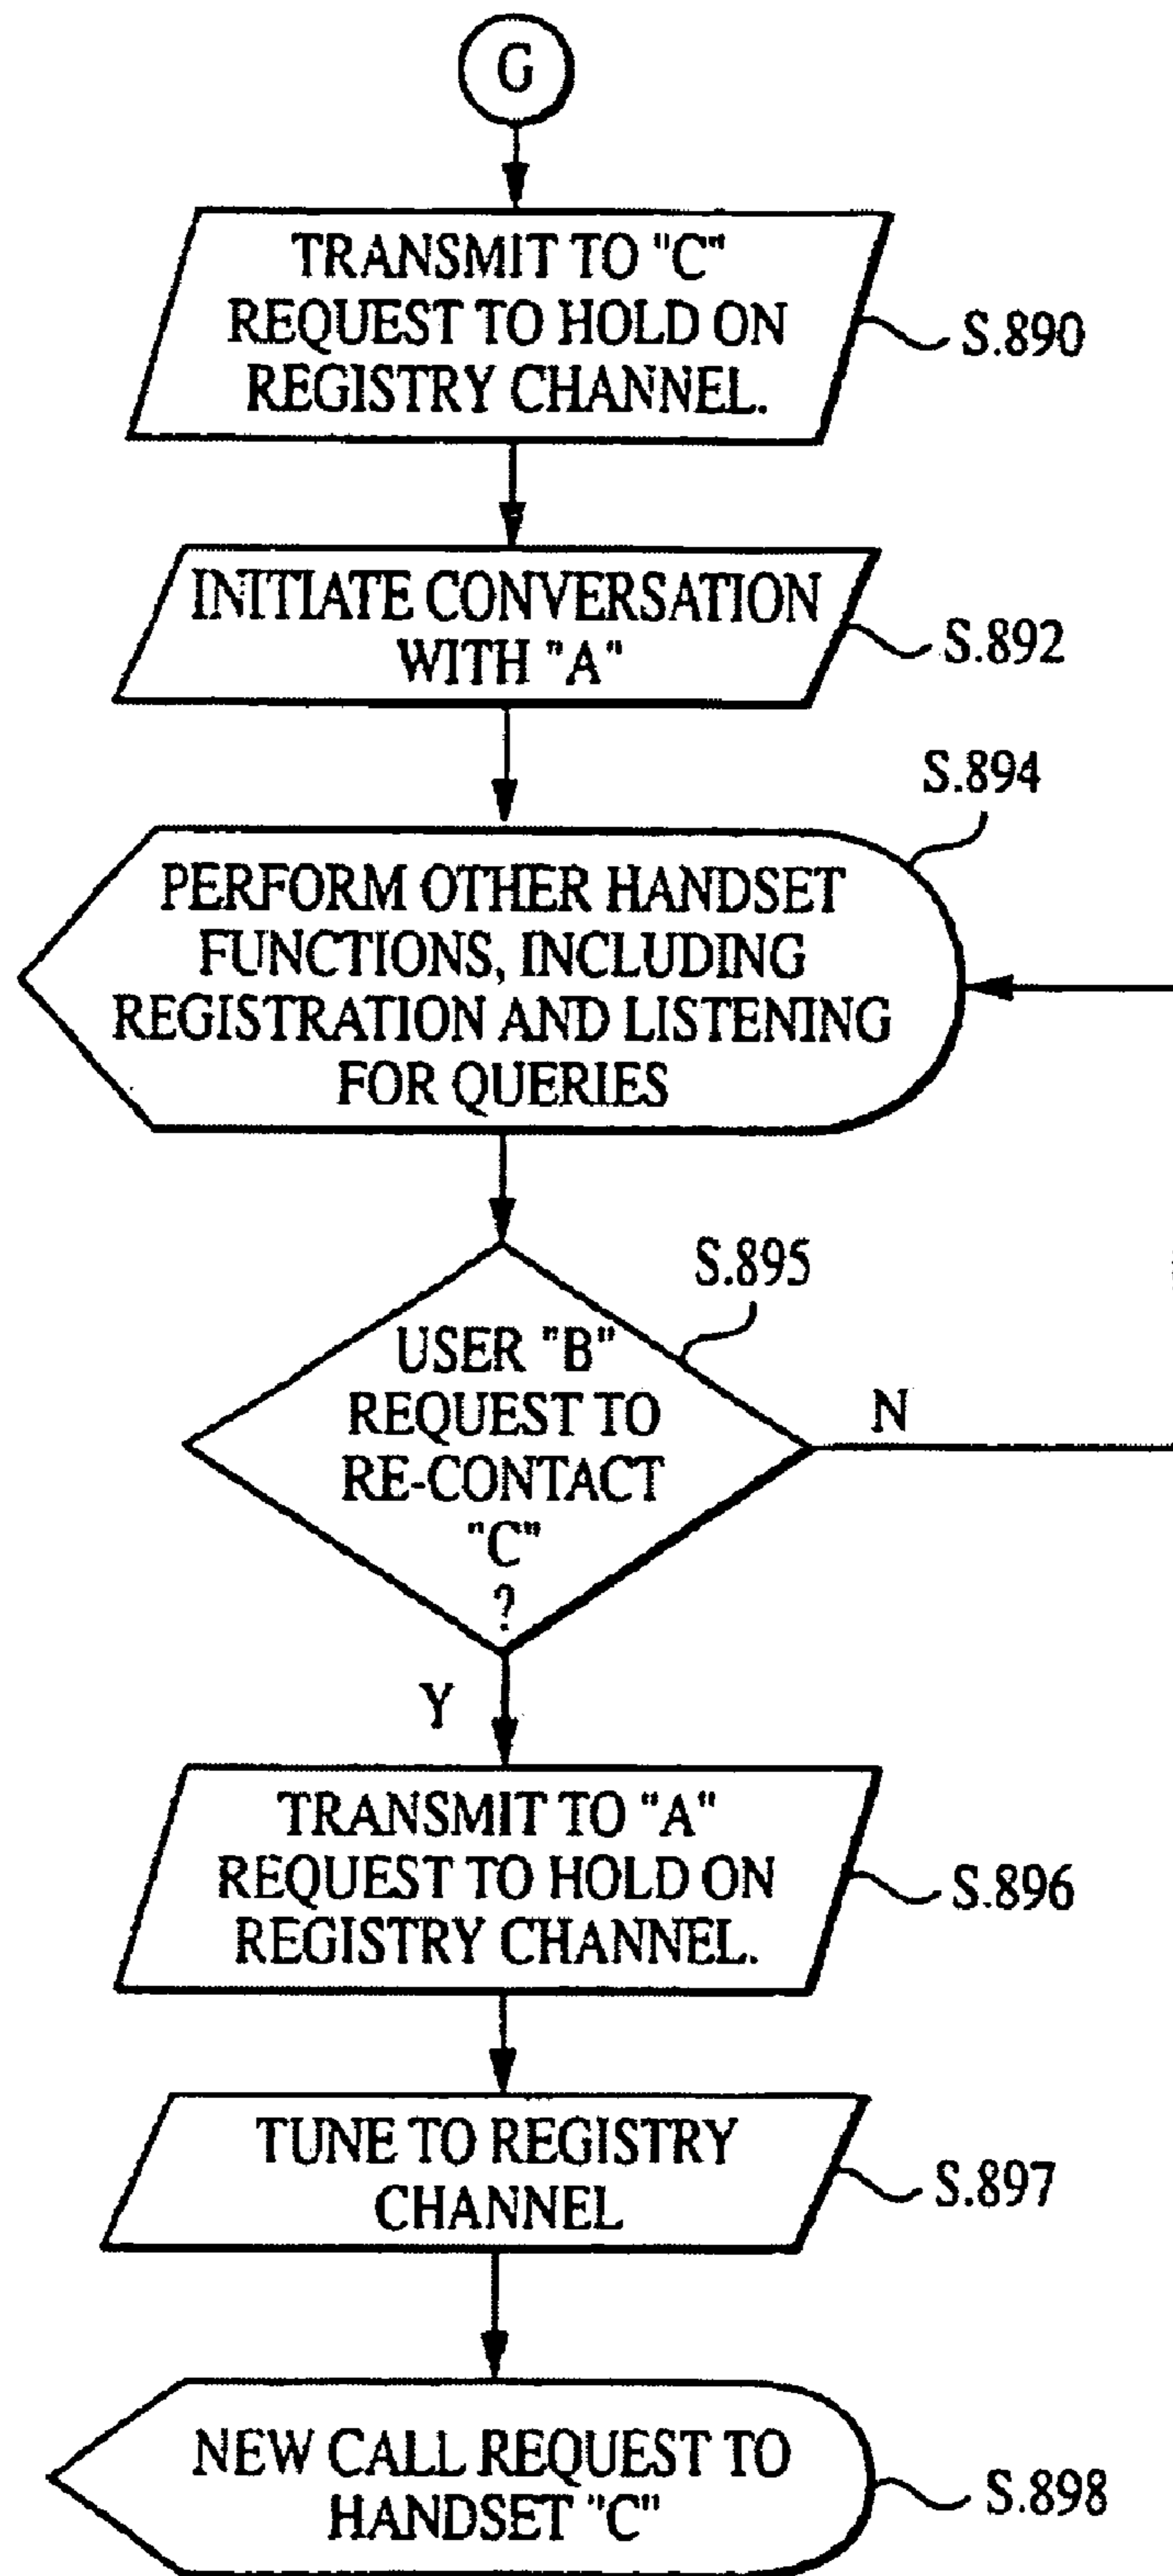 G
TRANSMIT TO "C"
REQUEST TO HOLD ON
REGISTRY CHANNEL.
S.890
INITIATE CONVERSATION
WITH "A"
S.892
S.894
PERFORM OTHER HANDSET
FUNCTIONS, INCLUDING
REGISTRATION AND LISTENING
FOR QUERIES
S.895
USER "B"
REQUEST TO
RE-CONTACT
"C"
?
N
Y
TRANSMIT TO "A"
REQUEST TO HOLD ON
REGISTRY CHANNEL.
S.896
TUNE TO REGISTRY
CHANNEL
S.897
NEW CALL REQUEST TO
HANDSET "C"
S.898